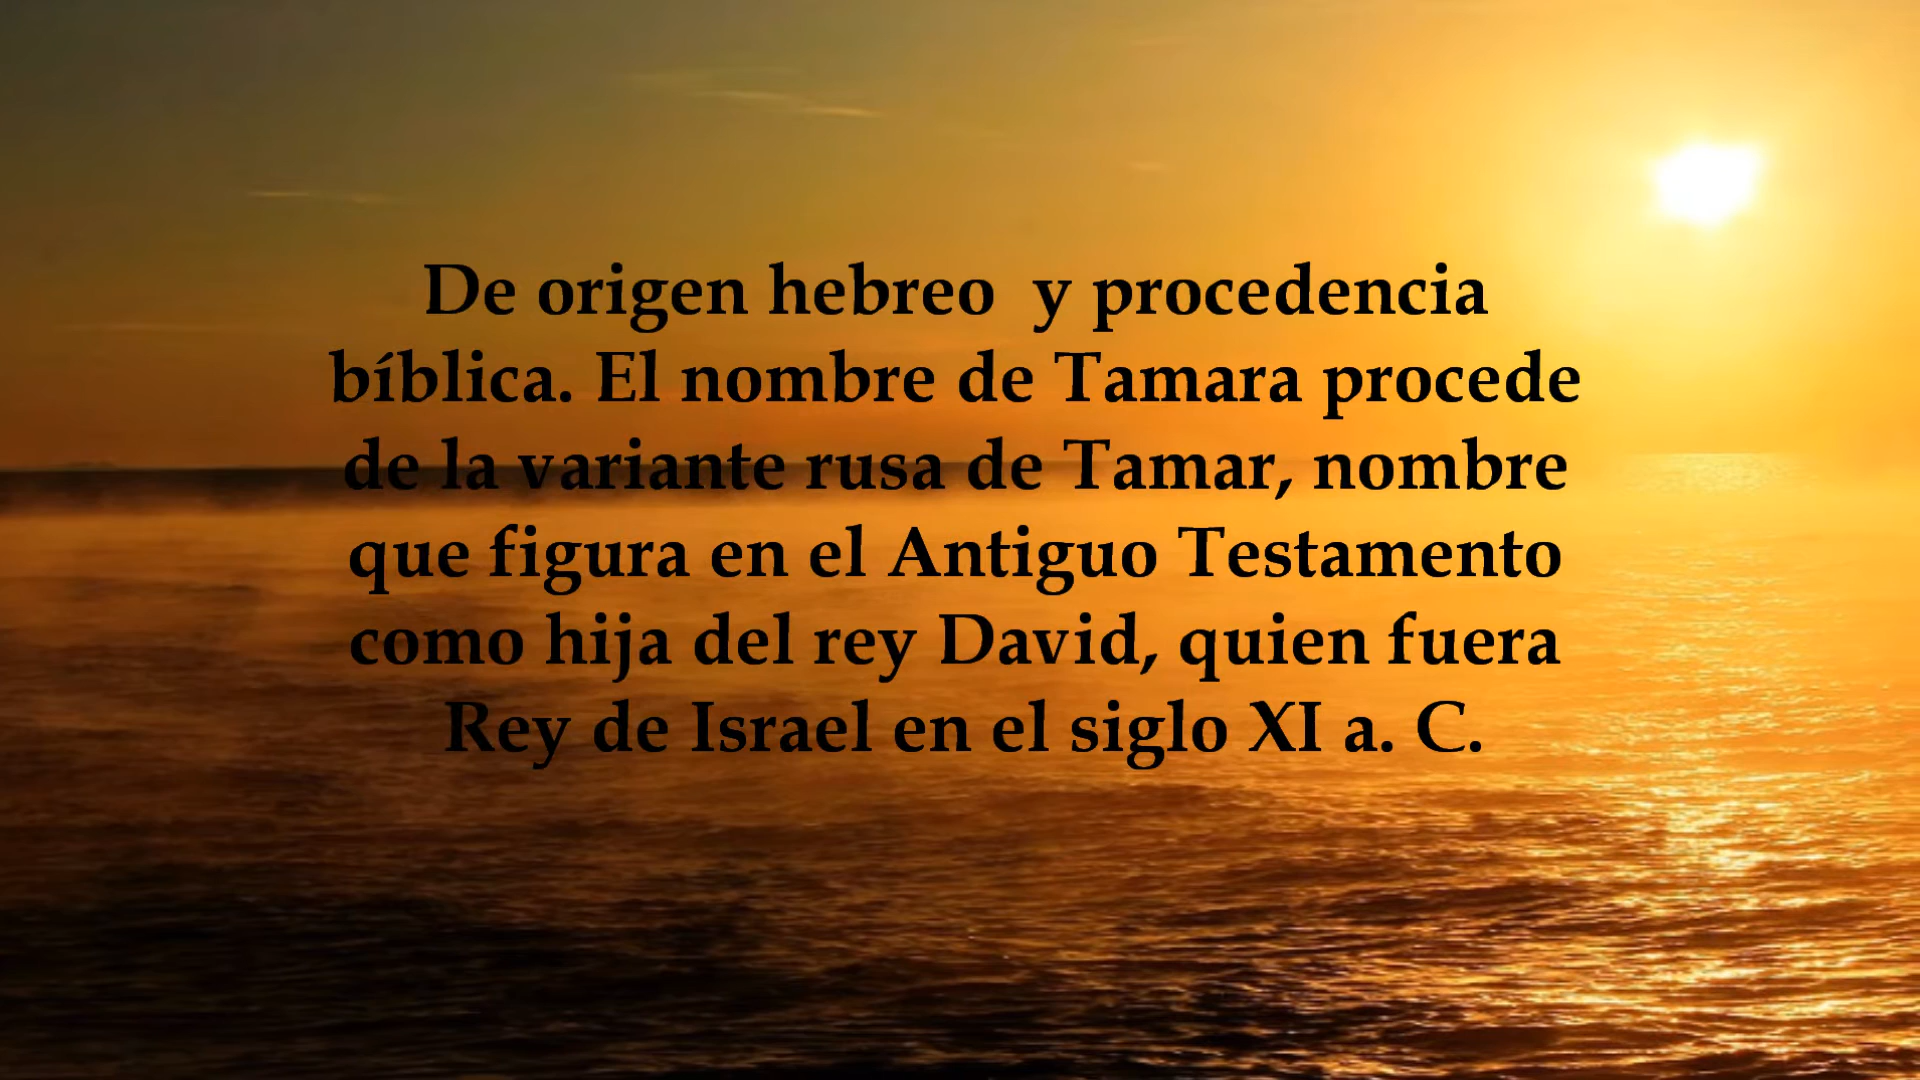 De origen hebreo  y procedencia
bíblica. El nombre de Tamara procede
de la variante rusa de Tamar, nombre
que figura en el Antiguo Testamento
como hija del rey David, quien fuera
Rey de Israel en el siglo XI a. C.